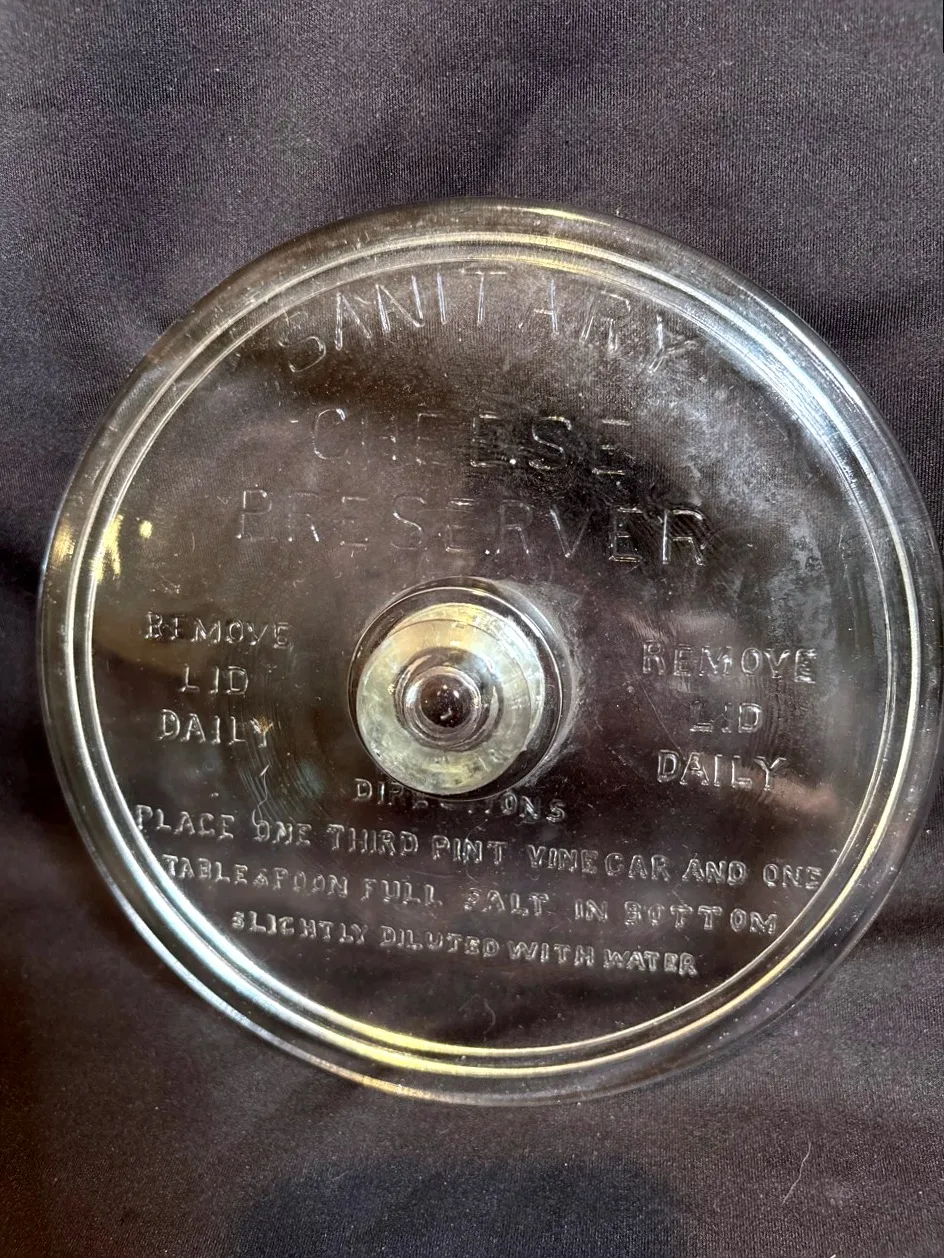 SANITARY
CHEESE
PRESERVER
REMOVE
LID
DAILY
REMOVE
LID
DAILY
DIRECTIONS
PLACE ONE THIRD PINT VINEGAR AND ONE
TABLESPOON FULL SALT IN BOTTOM
SLIGHTLY DILUTED WITH WATER